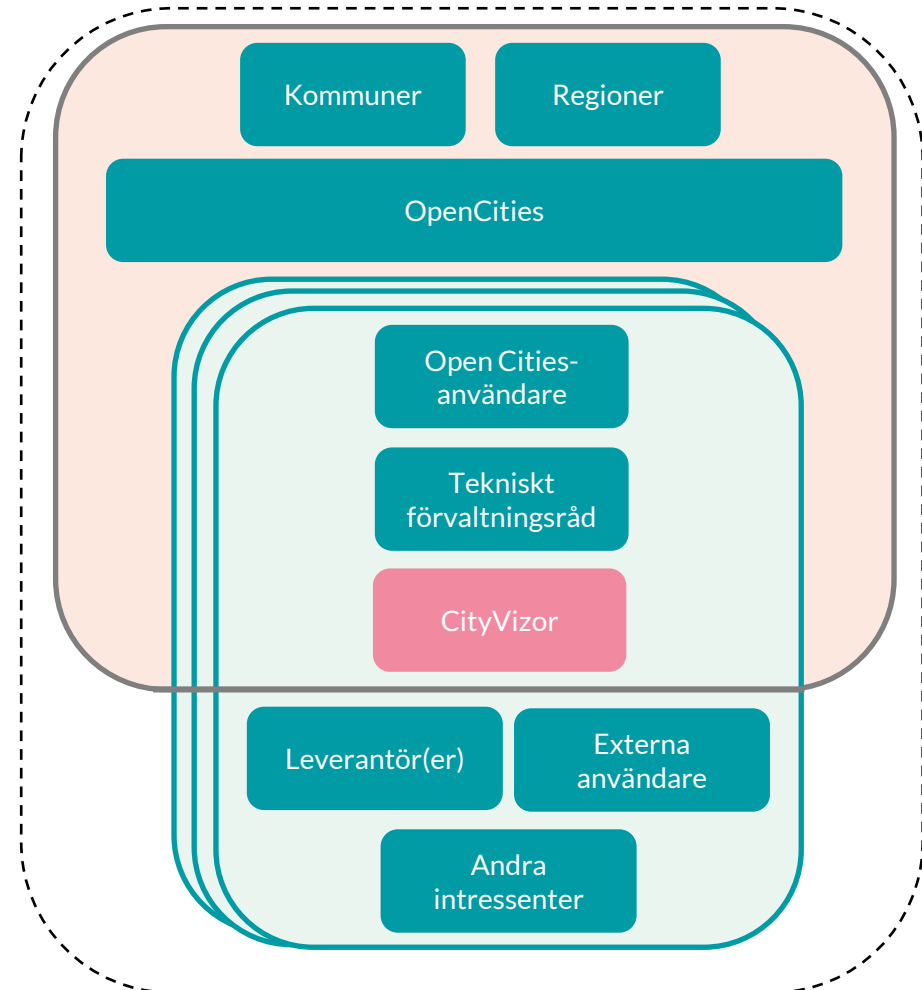 Kommuner
Regioner
OpenCities
Open Cities-
användare
Tekniskt
förvaltningsråd
CityVizor
Leverantör(er)
Externa
användare
Andra
intressenter